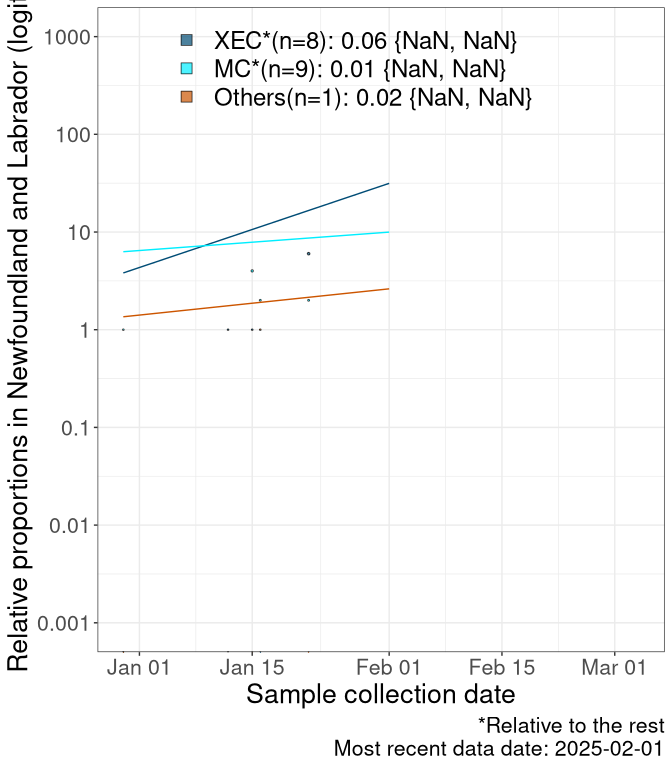 Relative proportions in Newfoundland and Labrador (logit
1000
100
10
1
0.1
0.01
0.001
XEC*(n=8): 0.06 {NaN, NaN}
MC*(n=9): 0.01 {NaN, NaN}
Others(n=1): 0.02 {NaN, NaN}
Jan 01 Jan 15 Feb 01 Feb 15 Mar 01
Sample collection date
*Relative to the rest
Most recent data date: 2025-02-01